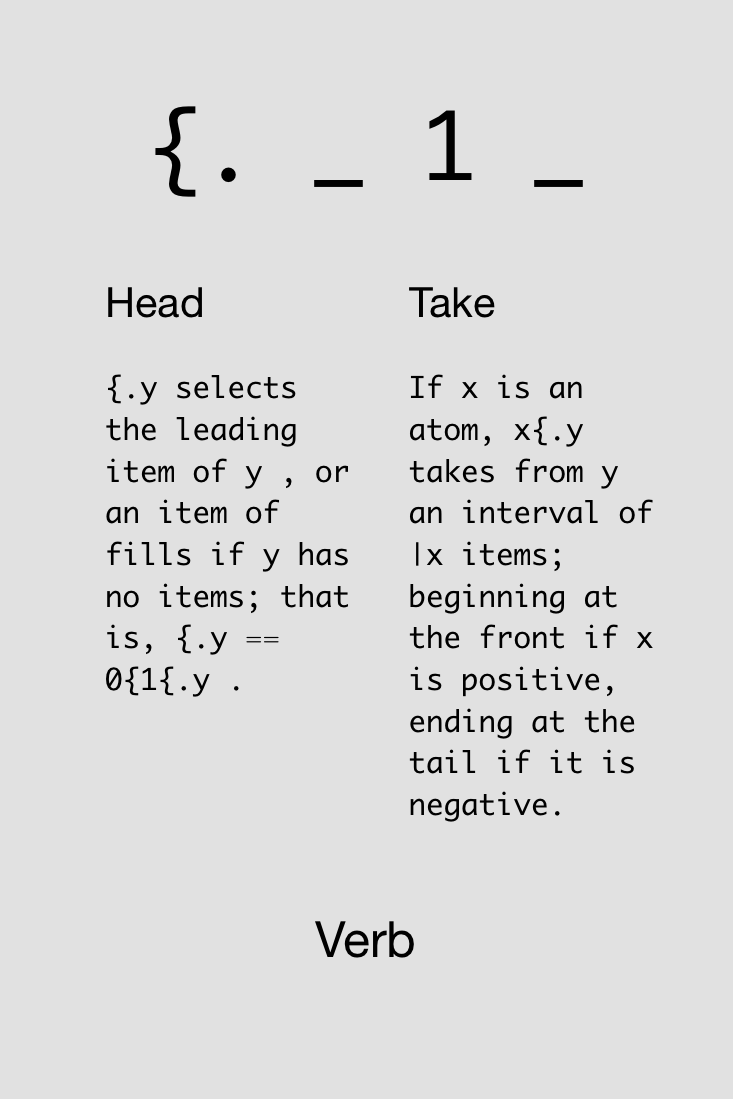 {. _ 1 _
Head
{.y selects
the leading
item of y , or
an item of
fills if y has
no items; that
is, {.y ==
0{1{.y .
Take
If x is an
atom, x{.y
takes from y
an interval of
|x items;
beginning at
the front if x
is positive,
ending at the
tail if it is
negative.
Verb